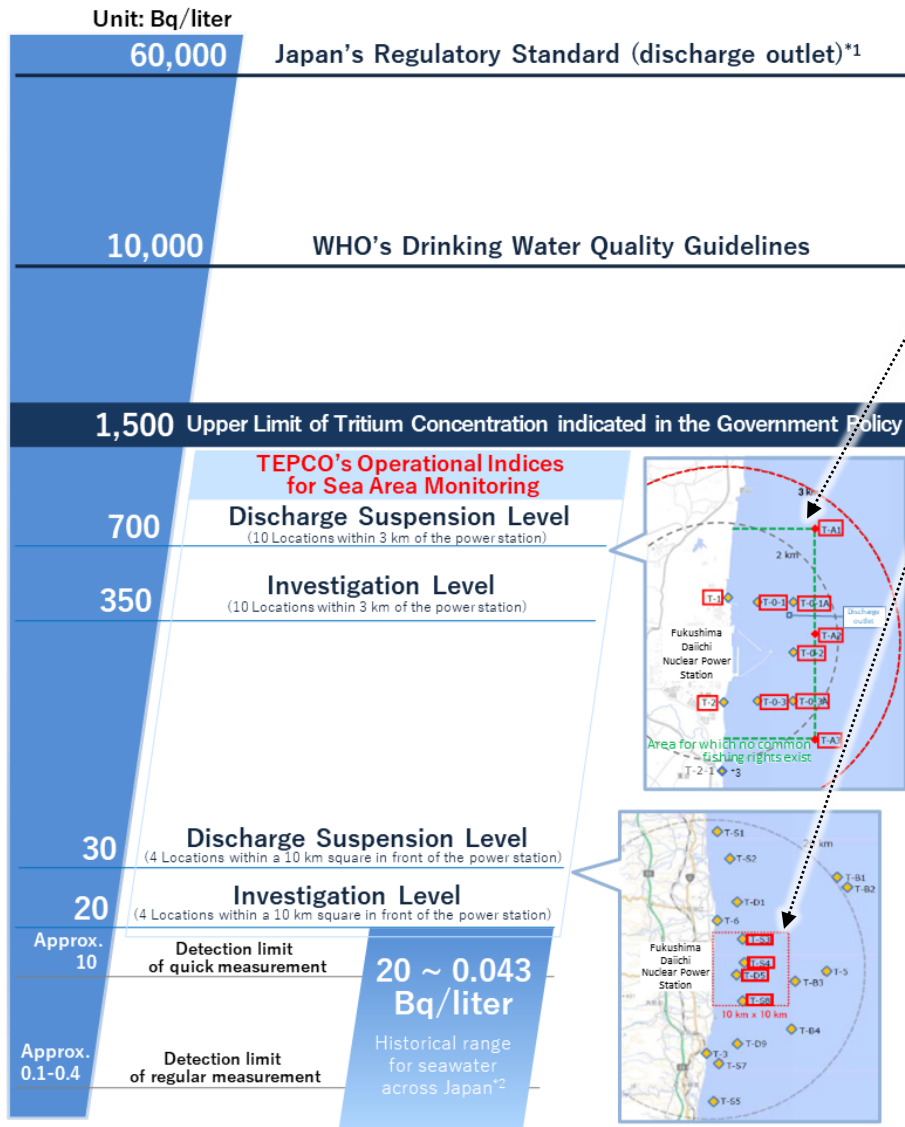 Unit: Bq/liter
60,000 Japan's Regulatory Standard (discharge outlet)*1
10,000 WHO's Drinking Water Quality Guidelines
1,500 Upper Limit of Tritium Concentration indicated in the Government Policy
TEPCO's Operational Indices
for Sea Area Monitoring
700 Discharge Suspension Level
(10 Locations within 3 km of the power station)
350 Investigation Level
(10 Locations within 3 km of the power station)
3 km
T-A1
2 km
T-1
T-0-1
T-0-1A
Discharge
outlet
Fukushima
Daiichi
Nuclear Power
Station
T-A2
T-0-2
T-2
T-0-3
T-0-3A
T-A3
Area for which no common
fishing rights exist
T-2-1 *3
30 Discharge Suspension Level
(4 Locations within a 10 km square in front of the power station)
20 Investigation Level
(4 Locations within a 10 km square in front of the power station)
Approx.
10
Detection limit
of quick measurement
20 ~ 0.043
Bq/liter
Historical range
for seawater
across Japan*2
Approx.
0.1-0.4
Detection limit
of regular measurement
T-S1
km
T-S2
T-B1
T-B2
T-D1
T-6
T-S3
Fukushima
Daiichi
Nuclear Power
Station
T-S4
T-D5
T-5
T-B3
T-S8
10 km x 10 km
T-B4
T-D9
T-3
T-S7
T-S5